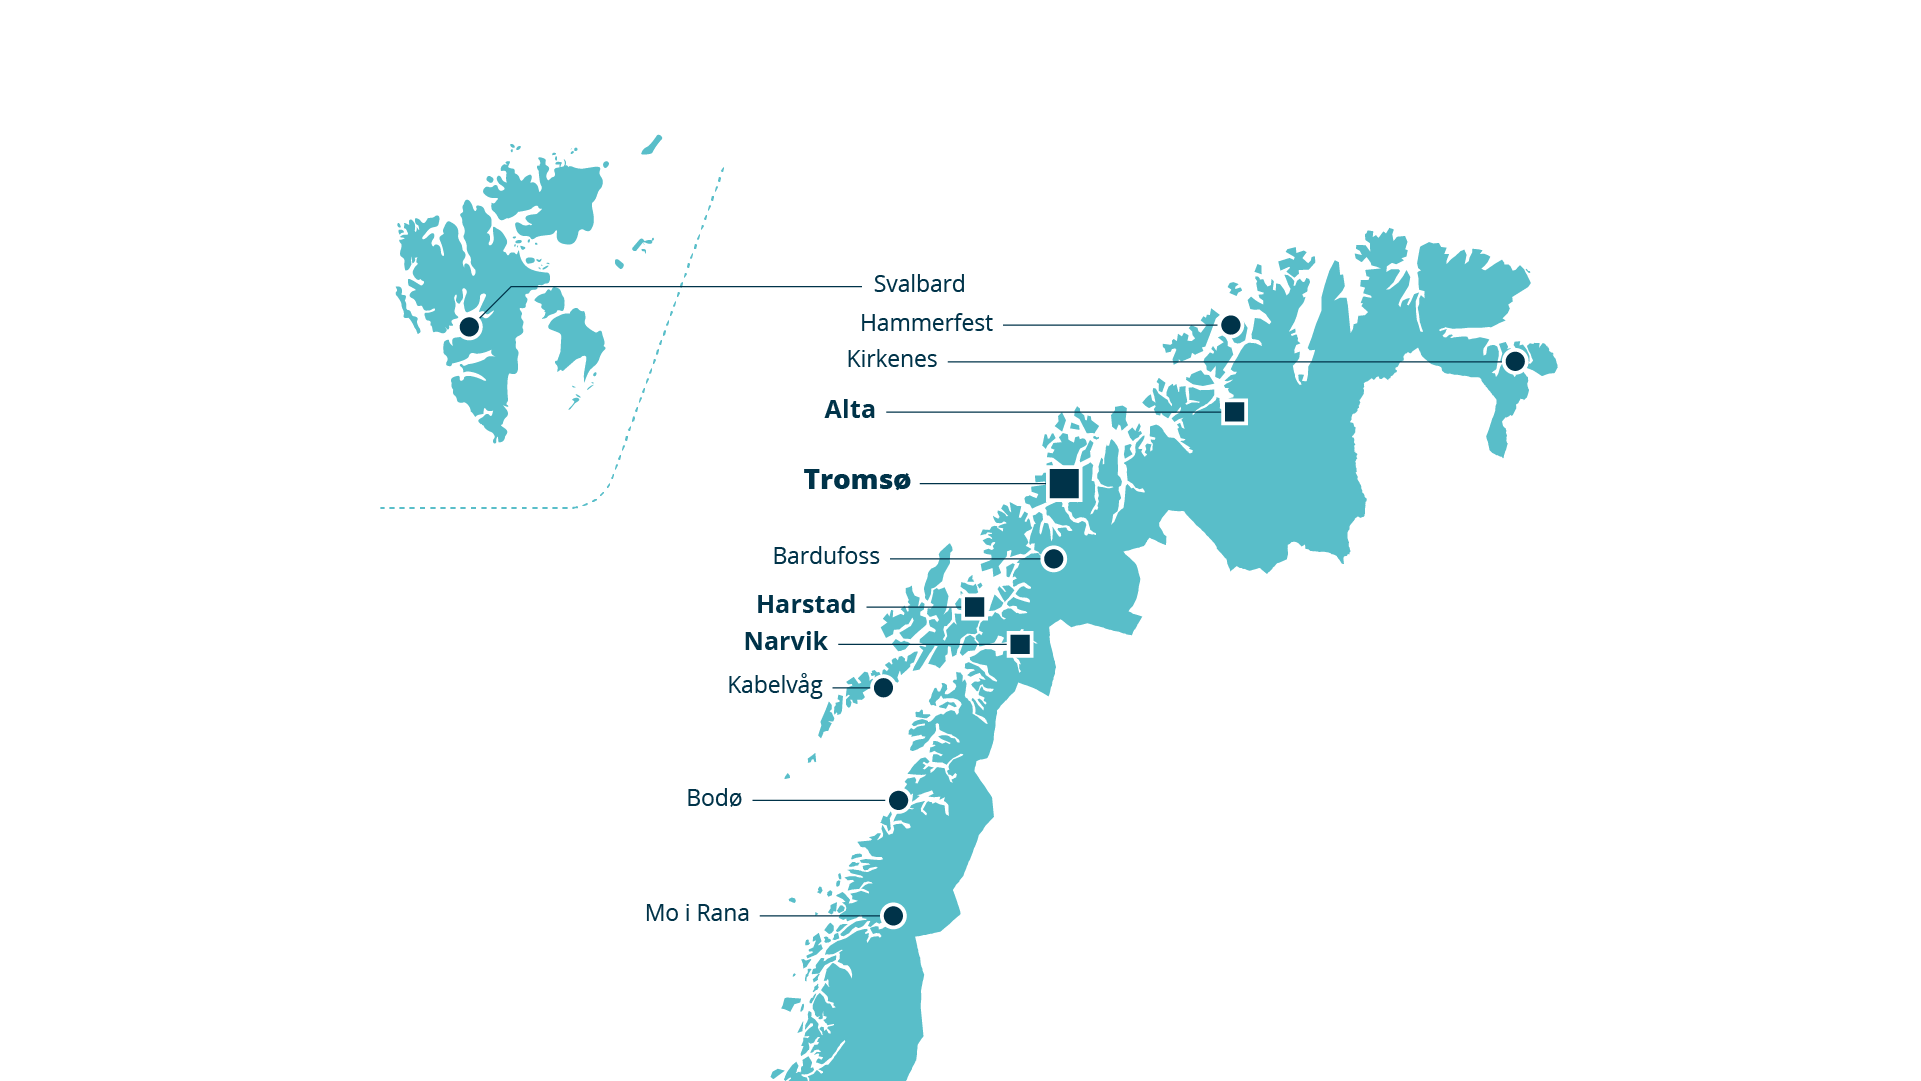 Svalbard
Hammerfest
Kirkenes
Alta
Tromsø
Bardufoss
Harstad
Narvik
Kabelvåg
Bodø
Mo i Rana